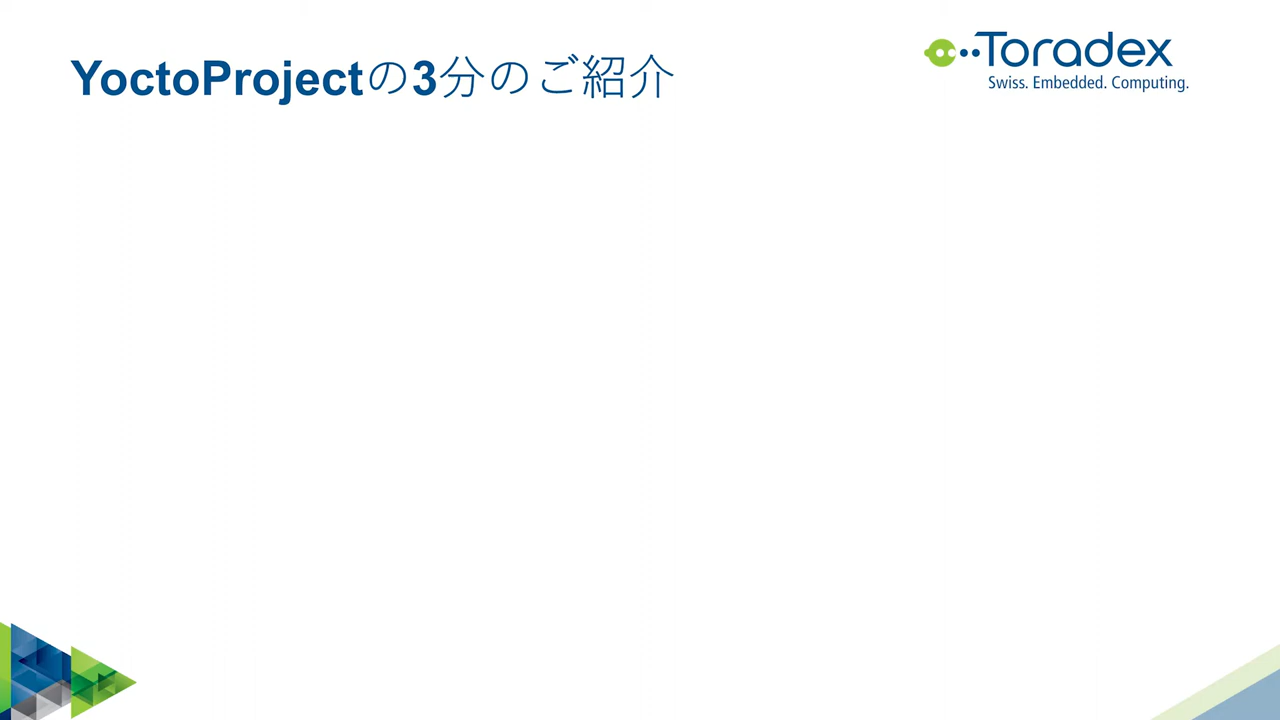 YoctoProjectの3分のご紹介
Toradex
Swiss. Embedded. Computing.